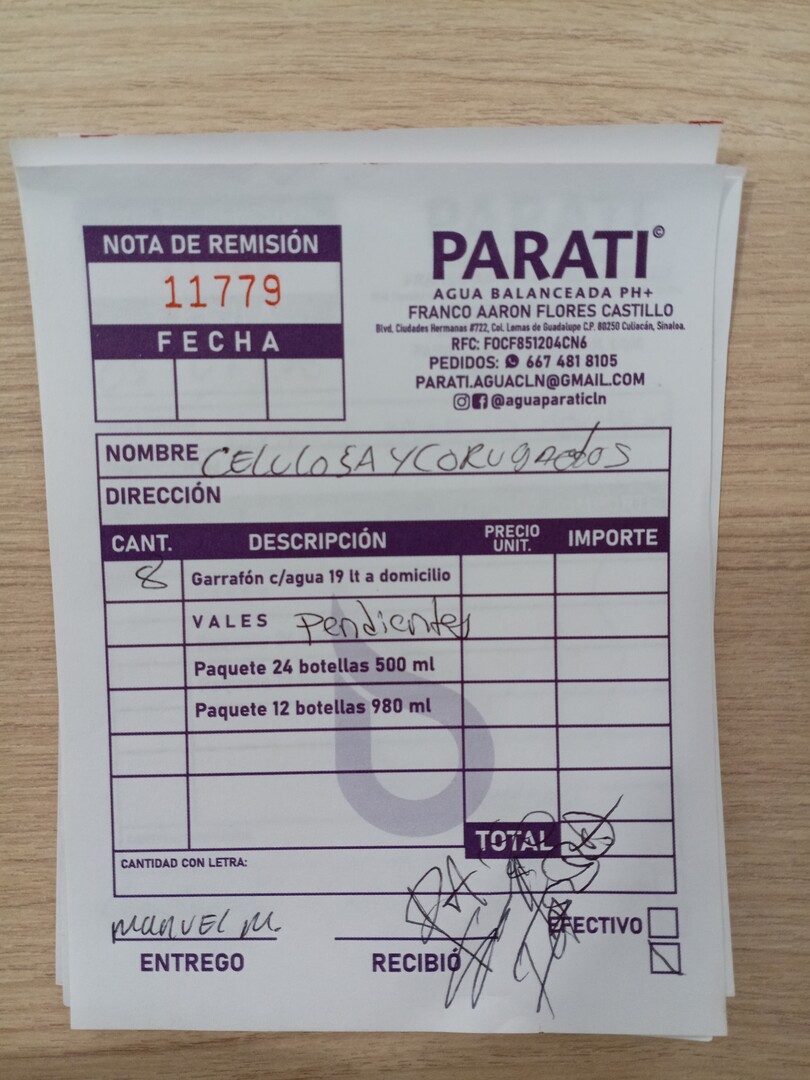 NOTA DE REMISIÓN
11779
FECHA
PARATI©
AGUA BALANCEADA PH+
FRANCO AARON FLORES CASTILLO
Blvd. Ciudades Hermanas #722, Col. Lomas de Guadalupe C.P. 80250 Culiacán, Sinaloa.
RFC: FOCF851204CN6
PEDIDOS: 667 481 8105
PARATI.AGUACLN@GMAIL.COM
@aguaparaticln
NOMBRE CELULOSA Y CORUGADOS
DIRECCIÓN
CANT. DESCRIPCIÓN PRECIO UNIT. IMPORTE
8 Garrafón c/agua 19 lt a domicilio
VALES Pendientes
Paquete 24 botellas 500 ml
Paquete 12 botellas 980 ml
TOTAL
CANTIDAD CON LETRA:
MANUEL M.
ENTREGO
RECIBIÓ
EFECTIVO